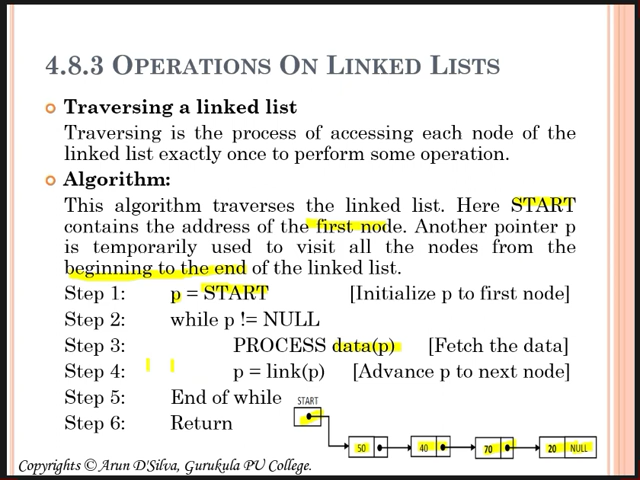 4.8.3 OPERATIONS ON LINKED LISTS
Traversing a linked list
Traversing is the process of accessing each node of the
linked list exactly once to perform some operation.
Algorithm:
This algorithm traverses the linked list. Here START
contains the address of the first node. Another pointer p
is temporarily used to visit all the nodes from the
beginning to the end of the linked list.
Step 1: p = START [Initialize p to first node]
Step 2: while p != NULL
Step 3: PROCESS data(p) [Fetch the data]
Step 4: p = link(p) [Advance p to next node]
Step 5: End of while
Step 6: Return
START
50 40 70 20 NULL
Copyrights © Arun D'Silva, Gurukula PU College.